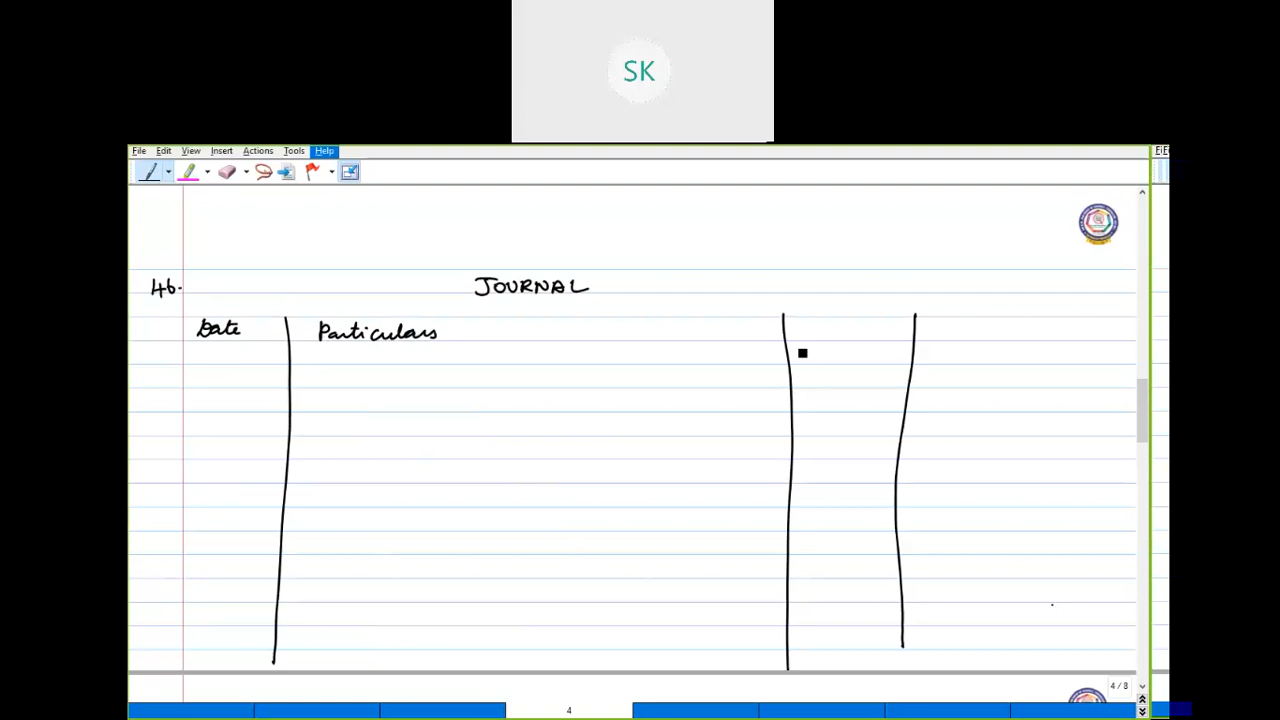 SK
File Edit View Insert Actions Tools Help
46. JOURNAL
Date Particulars
4 / 8
4